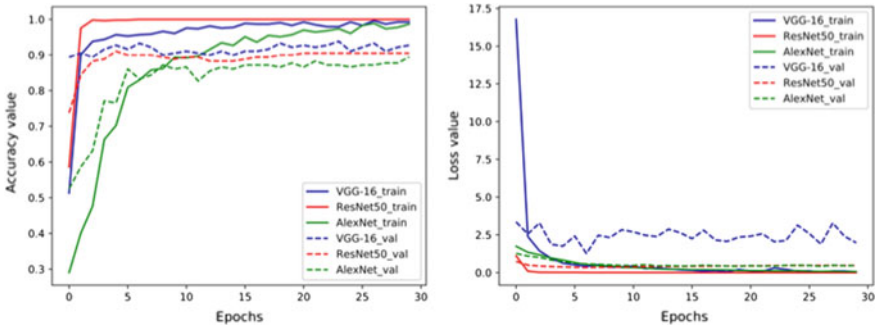 1.0
0.9
0.8
0.7
0.6
0.5
0.4
0.3
Accuracy value
0 5 10 15 20 25 30
Epochs
VGG-16_train
ResNet50_train
AlexNet_train
VGG-16_val
ResNet50_val
AlexNet_val
17.5
15.0
12.5
10.0
7.5
5.0
2.5
0.0
Loss value
0 5 10 15 20 25 30
Epochs
VGG-16_train
ResNet50_train
AlexNet_train
VGG-16_val
ResNet50_val
AlexNet_val